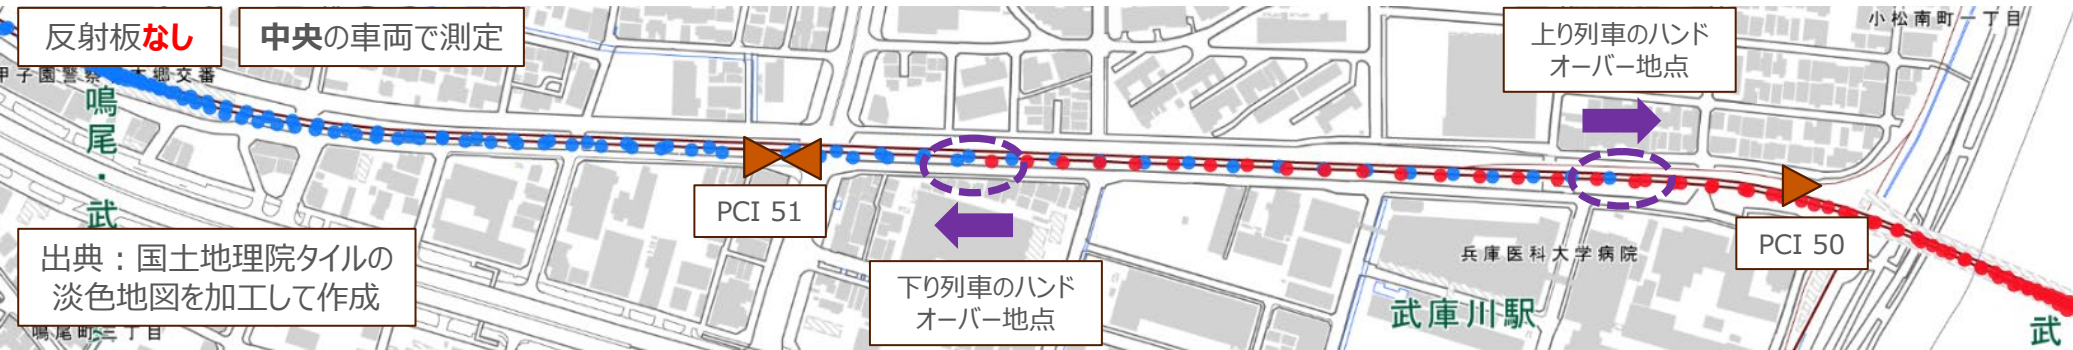 反射板なし
中央の車両で測定
上り列車のハンド
オーバー地点
小松南町一丁目
甲子園警察 本郷交番
鳴尾・武
PCI 51
PCI 50
兵庫医科大学病院
出典：国土地理院タイルの
淡色地図を加工して作成
下り列車のハンド
オーバー地点
武庫川駅
武
鳴尾町三丁目